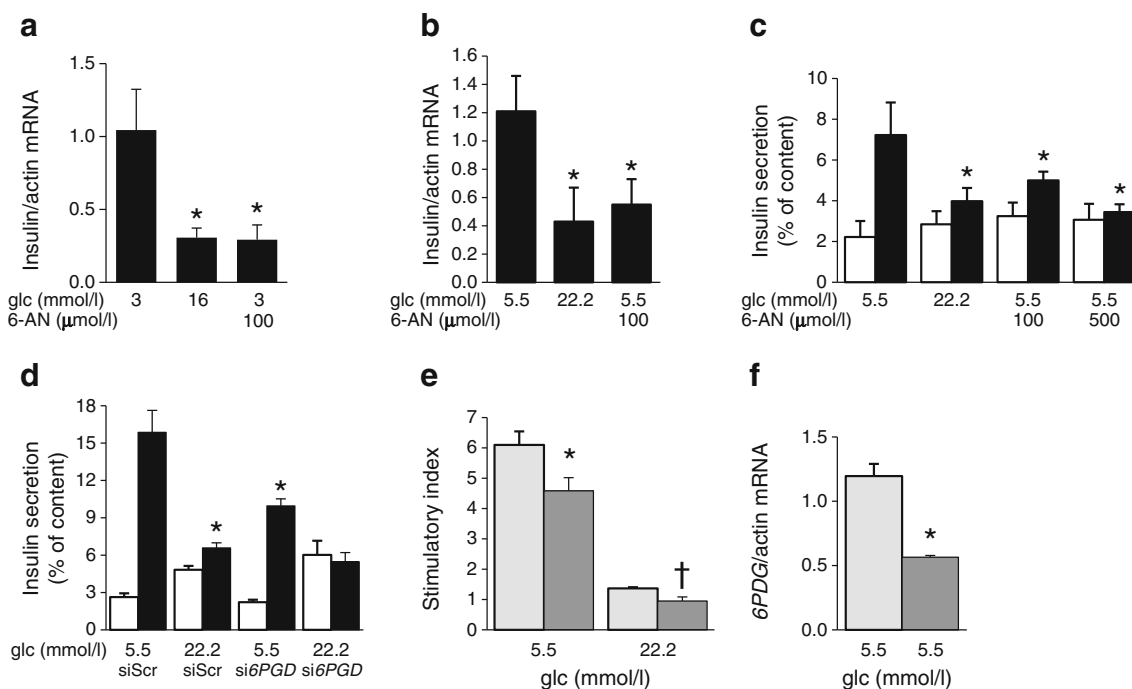 a
Insulin/actin mRNA
1.5
1.0
0.5
0.0
* *
glc (mmol/l) 3 16 3
6-AN (μmol/l) 100
b
Insulin/actin mRNA
1.6
1.4
1.2
1.0
0.8
0.6
0.4
0.2
0.0
* *
glc (mmol/l) 5.5 22.2 5.5
6-AN (μmol/l) 100
c
Insulin secretion
(% of content)
10
8
6
4
2
0
* * *
glc (mmol/l) 5.5 22.2 5.5 5.5
6-AN (μmol/l) 100 500
d
Insulin secretion
(% of content)
18
15
12
9
6
3
0
* *
glc (mmol/l) 5.5 22.2 5.5 22.2
siScr siScr si6PGD si6PGD
e
Stimulatory index
7
6
5
4
3
2
1
0
* †
5.5 22.2
glc (mmol/l)
f
6PDG/actin mRNA
1.5
1.0
0.5
0.0
*
5.5 5.5
glc (mmol/l)